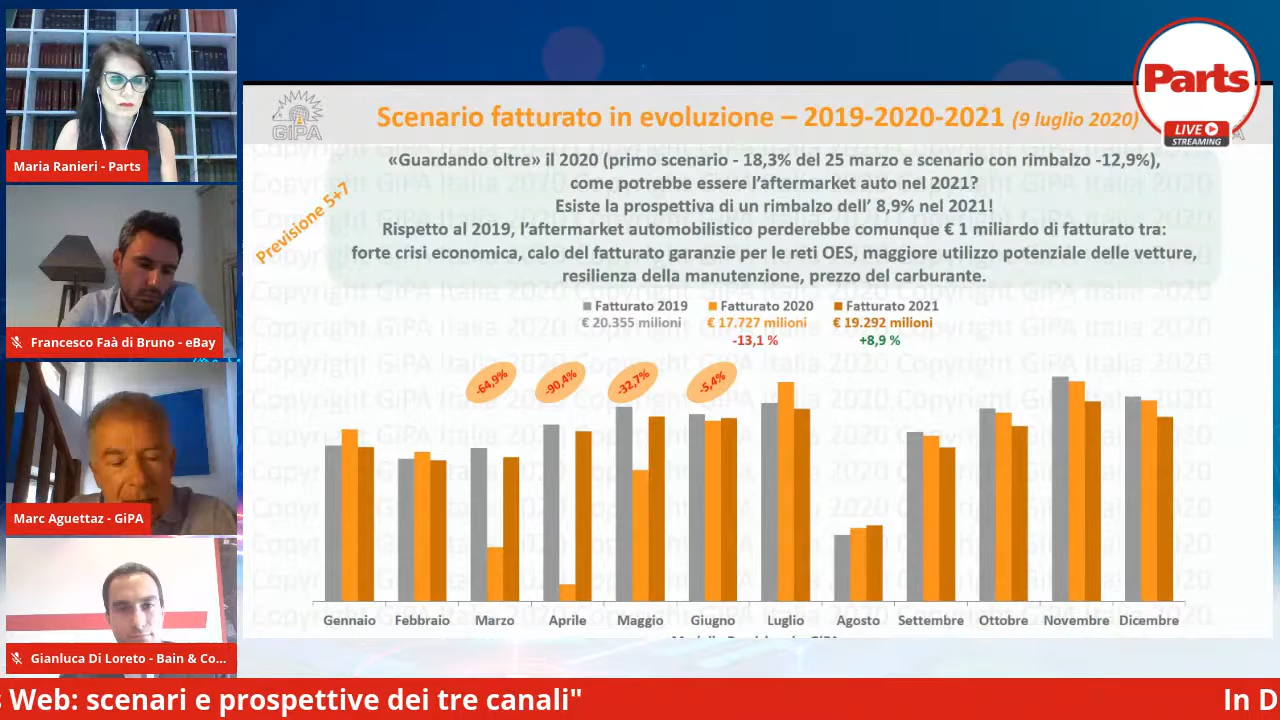 Maria Ranieri - Parts
Francesco Faà di Bruno - eBay
Marc Aguettaz - GiPA
Gianluca Di Loreto - Bain & Co...
GiPA
Parts
LIVE
STREAMING
Scenario fatturato in evoluzione – 2019-2020-2021 (9 luglio 2020)
Previsione 5+7
«Guardando oltre» il 2020 (primo scenario - 18,3% del 25 marzo e scenario con rimbalzo -12,9%),
come potrebbe essere l'aftermarket auto nel 2021?
Esiste la prospettiva di un rimbalzo dell' 8,9% nel 2021!
Rispetto al 2019, l'aftermarket automobilistico perderebbe comunque € 1 miliardo di fatturato tra:
forte crisi economica, calo del fatturato garanzie per le reti OES, maggiore utilizzo potenziale delle vetture,
resilienza della manutenzione, prezzo del carburante.
Fatturato 2019 Fatturato 2020 Fatturato 2021
€ 20.355 milioni € 17.727 milioni € 19.292 milioni
-13,1 % +8,9 %
-64,9% -90,4% -32,7% -5,4%
Gennaio Febbraio Marzo Aprile Maggio Giugno Luglio Agosto Settembre Ottobre Novembre Dicembre
Copyright GiPA Italia 2020
s Web: scenari e prospettive dei tre canali" In D